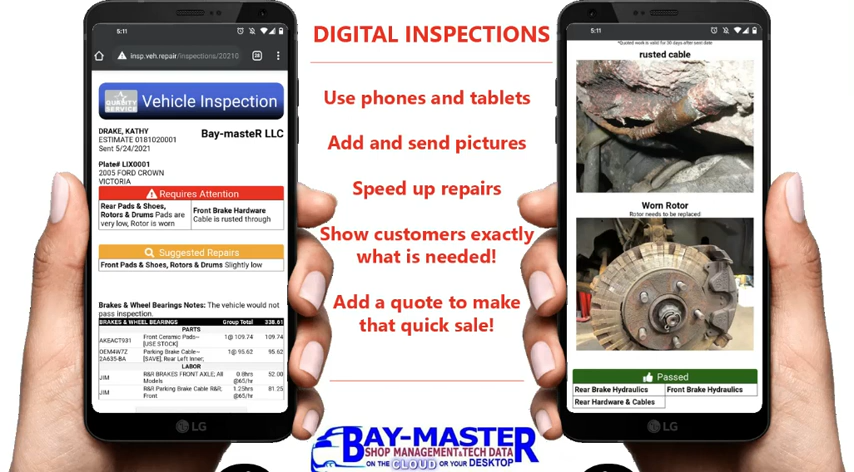 5:11
insp.veh.repair/inspections/20210
QUALITY
SERVICE
Vehicle Inspection
DRAKE, KATHY
ESTIMATE 0181020001
Sent 5/24/2021
Bay-masteR LLC
Plate# LIX0001
2005 FORD CROWN
VICTORIA
Requires Attention
Rear Pads & Shoes,
Rotors & Drums Pads are
very low, Rotor is worn
Front Brake Hardware
Cable is rusted through
Suggested Repairs
Front Pads & Shoes, Rotors & Drums Slightly low
Brakes & Wheel Bearings Notes: The vehicle would not
pass inspection.
BRAKES & WHEEL BEARINGS Group Total 338.61
PARTS
AKEACT931 Front Ceramic Pads-- 1@ 109.74 109.74
[USE STOCK]
OEM4W7Z Parking Brake Cable-- 1@ 95.62 95.62
2A635-BA [SAVE], Rear Left Inner;
LABOR
JIM R&R BRAKES FRONT AXLE; All 0.8hrs 52.00
Models @65/hr
JIM R&R Parking Brake Cable R&R; 1.25hrs 81.25
Front @65/hr
LG
DIGITAL INSPECTIONS
Use phones and tablets
Add and send pictures
Speed up repairs
Show customers exactly
what is needed!
Add a quote to make
that quick sale!
BAY-MASTER
SHOP MANAGEMENT&TECH DATA
ON THE CLOUD OR YOUR DESKTOP
5:11
*Quoted work is valid for 30 days after sent date
rusted cable
Worn Rotor
Rotor needs to be replaced
Passed
Rear Brake Hydraulics
Front Brake Hydraulics
Rear Hardware & Cables
LG